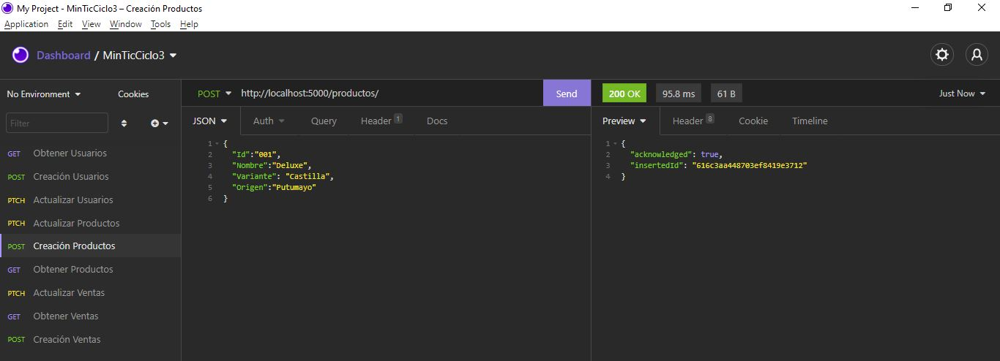 My Project - MinTicCiclo3 – Creación Productos
Application Edit View Window Tools Help
Dashboard / MinTicCiclo3
No Environment Cookies
Filter
GET Obtener Usuarios
POST Creación Usuarios
PTCH Actualizar Usuarios
PTCH Actualizar Productos
POST Creación Productos
GET Obtener Productos
PTCH Actualizar Ventas
GET Obtener Ventas
POST Creación Ventas
POST http://localhost:5000/productos/ Send
JSON Auth Query Header 1 Docs
1 {
2 "Id":"001",
3 "Nombre":"Deluxe",
4 "Variante": "Castilla",
5 "Origen":"Putumayo"
6 }
200 OK 95.8 ms 61 B Just Now
Preview Header 8 Cookie Timeline
1 {
2 "acknowledged": true,
3 "insertedId": "616c3aa448703ef8419e3712"
4 }